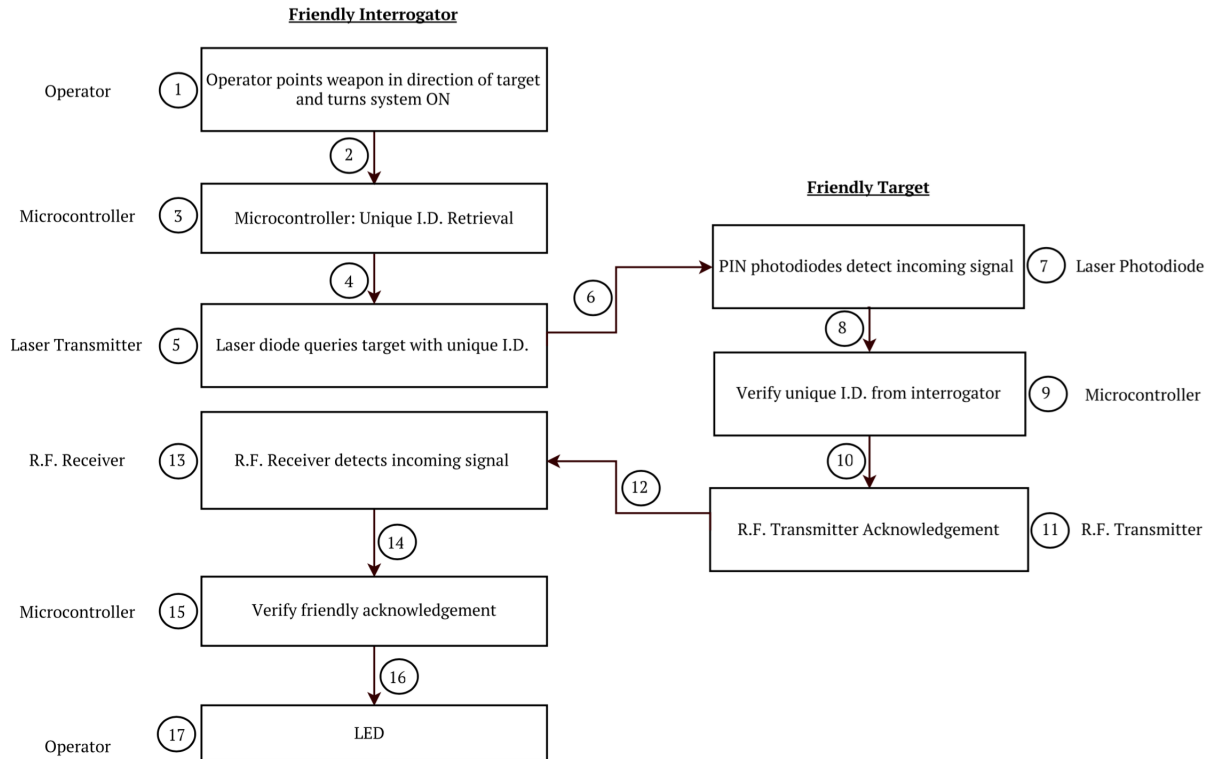 Friendly Interrogator
Operator
1
Operator points weapon in direction of target
and turns system ON
2
Microcontroller
3
Microcontroller: Unique I.D. Retrieval
4
Laser Transmitter
5
Laser diode queries target with unique I.D.
6
Friendly Target
PIN photodiodes detect incoming signal
7
Laser Photodiode
8
Verify unique I.D. from interrogator
9
Microcontroller
10
R.F. Transmitter Acknowledgement
11
R.F. Transmitter
12
R.F. Receiver
13
R.F. Receiver detects incoming signal
14
Microcontroller
15
Verify friendly acknowledgement
16
Operator
17
LED